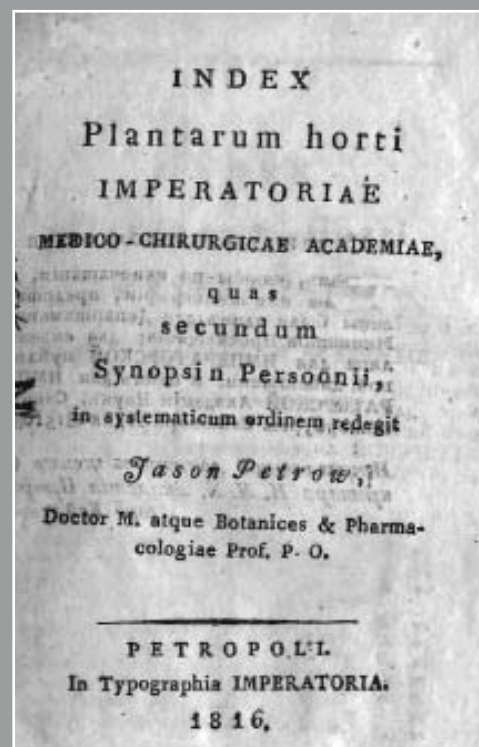 INDEX
Plantarum horti
IMPERATORIAE
MEDICO-CHIRURGICAE ACADEMIAE,
quas
secundum
Synopsin Persoonii,
in systematicum ordinem redegit
Jason Petrow,
Doctor M. atque Botanices & Pharma-
cologiae Prof. P. O.
PETROPOLI.
In Typographia IMPERATORIA.
1816.